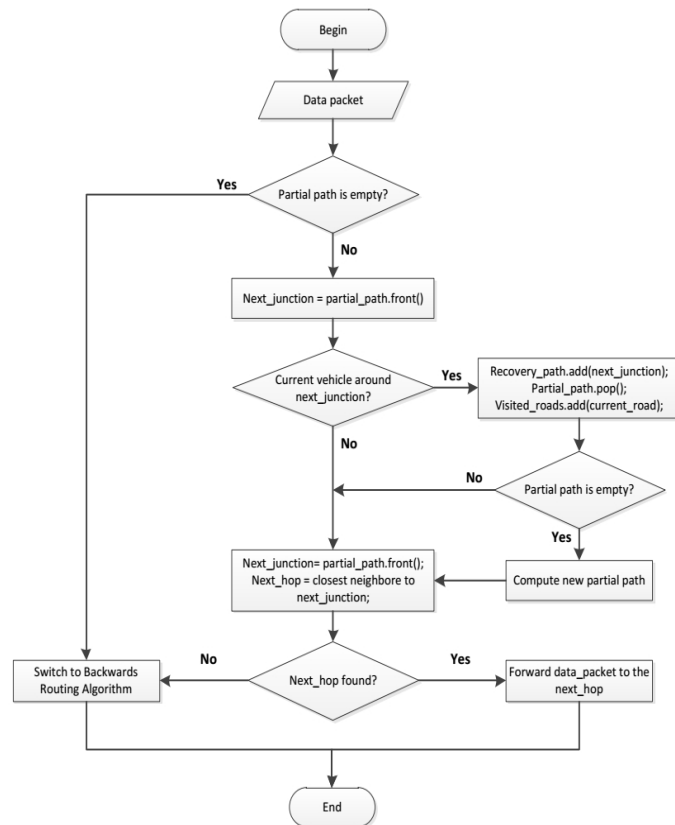 Begin
Data packet
Yes
Partial path is empty?
No
Next_junction = partial_path.front()
Current vehicle around
next_junction?
Yes
Recovery_path.add(next_junction);
Partial_path.pop();
Visited_roads.add(current_road);
No
No
Partial path is empty?
Yes
Next_junction= partial_path.front();
Next_hop = closest neighbore to
next_junction;
Compute new partial path
Switch to Backwards
Routing Algorithm
No
Next_hop found?
Yes
Forward data_packet to the
next_hop
End